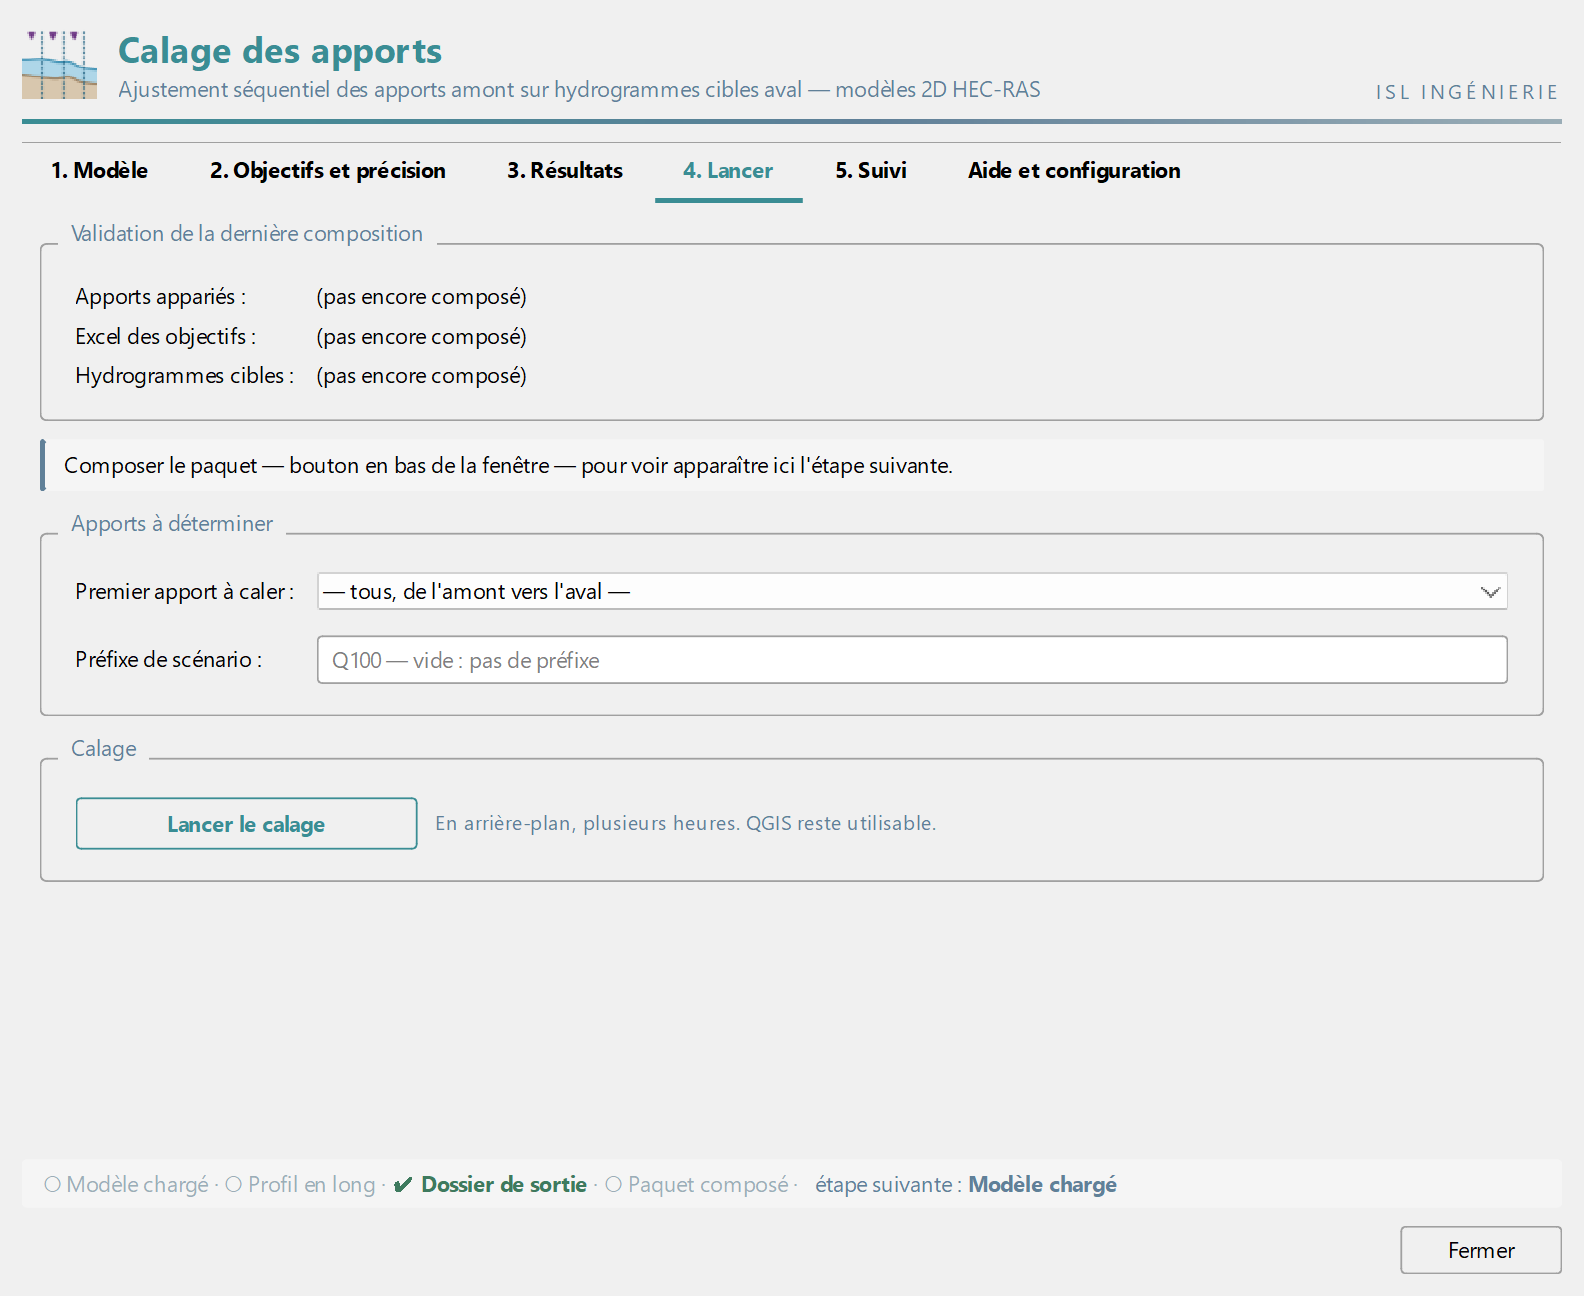 Calage des apports
Ajustement séquentiel des apports amont sur hydrogrammes cibles aval — modèles 2D HEC-RAS
ISL INGÉNIERIE
1. Modèle
2. Objectifs et précision
3. Résultats
4. Lancer
5. Suivi
Aide et configuration
Validation de la dernière composition
Apports appariés : (pas encore composé)
Excel des objectifs : (pas encore composé)
Hydrogrammes cibles : (pas encore composé)
Composer le paquet — bouton en bas de la fenêtre — pour voir apparaître ici l'étape suivante.
Apports à déterminer
Premier apport à caler : — tous, de l'amont vers l'aval —
Préfixe de scénario : Q100 — vide : pas de préfixe
Calage
Lancer le calage
En arrière-plan, plusieurs heures. QGIS reste utilisable.
○ Modèle chargé · ○ Profil en long · ✔ Dossier de sortie · ○ Paquet composé · étape suivante : Modèle chargé
Fermer